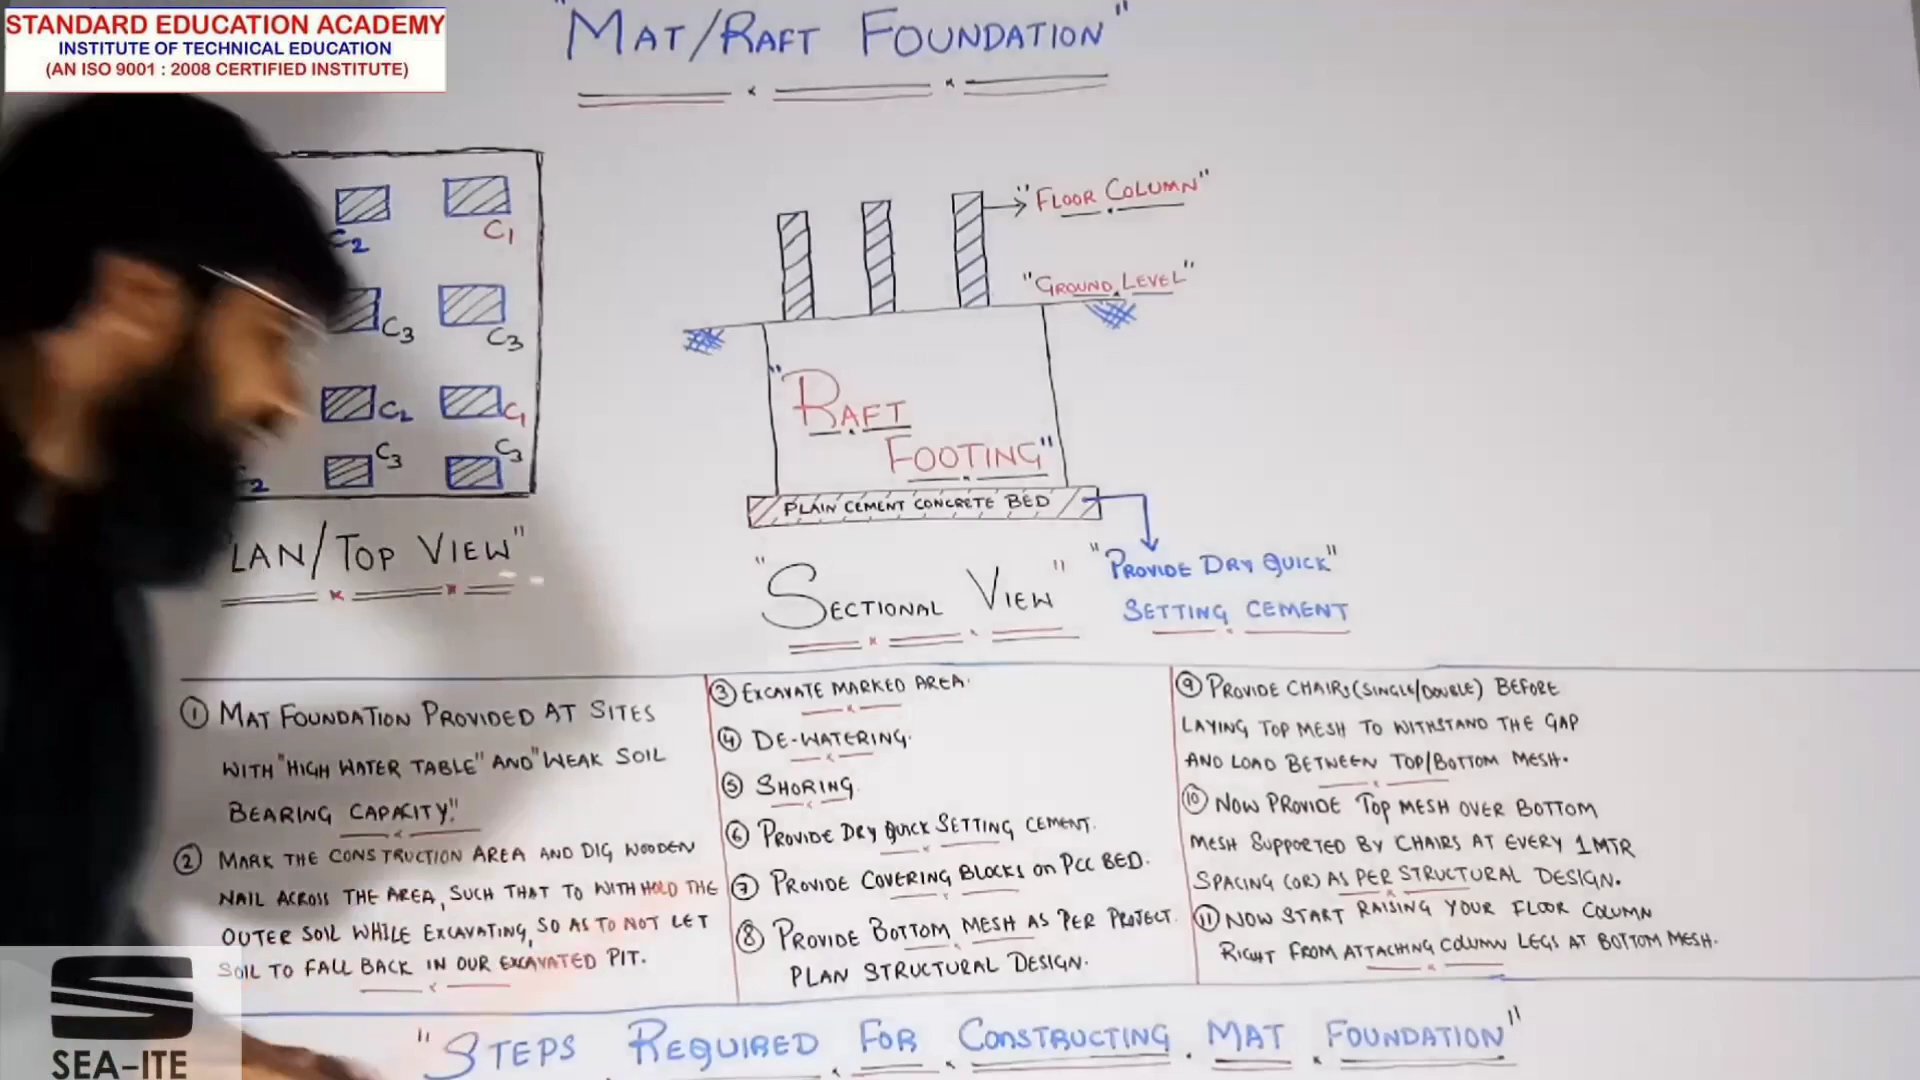 STANDARD EDUCATION ACADEMY
INSTITUTE OF TECHNICAL EDUCATION
(AN ISO 9001 : 2008 CERTIFIED INSTITUTE)
"MAT/RAFT FOUNDATION"
C2
C1
C3
C3
C2
C1
C3
C3
2
LAN/TOP VIEW"
"FLOOR COLUMN"
"GROUND LEVEL"
"RAFT
FOOTING"
PLAIN CEMENT CONCRETE BED
"SECTIONAL VIEW"
"PROVIDE DRY QUICK"
SETTING CEMENT
① MAT FOUNDATION PROVIDED AT SITES
WITH "HIGH WATER TABLE" AND "WEAK SOIL
BEARING CAPACITY."
② MARK THE CONSTRUCTION AREA AND DIG WOODEN
NAIL ACROSS THE AREA, SUCH THAT TO WITHHOLD THE
OUTER SOIL WHILE EXCAVATING, SO AS TO NOT LET
SOIL TO FALL BACK IN OUR EXCAVATED PIT.
③ EXCAVATE MARKED AREA.
④ DE-WATERING.
⑤ SHORING.
⑥ PROVIDE DRY QUICK SETTING CEMENT.
⑦ PROVIDE COVERING BLOCKS on PCC BED.
⑧ PROVIDE BOTTOM MESH AS PER PROJECT
PLAN STRUCTURAL DESIGN.
⑨ PROVIDE CHAIRS (SINGLE/DOUBLE) BEFORE
LAYING TOP MESH TO WITHSTAND THE GAP
AND LOAD BETWEEN TOP/BOTTOM MESH.
⑩ NOW PROVIDE TOP MESH OVER BOTTOM
MESH SUPPORTED BY CHAIRS AT EVERY 1MTR
SPACING (OR) AS PER STRUCTURAL DESIGN.
⑪ NOW START RAISING YOUR FLOOR COLUMN
RIGHT FROM ATTACHING COLUMN LEGS AT BOTTOM MESH.
"STEPS REQUIRED FOR CONSTRUCTING MAT FOUNDATION"
SEA-ITE